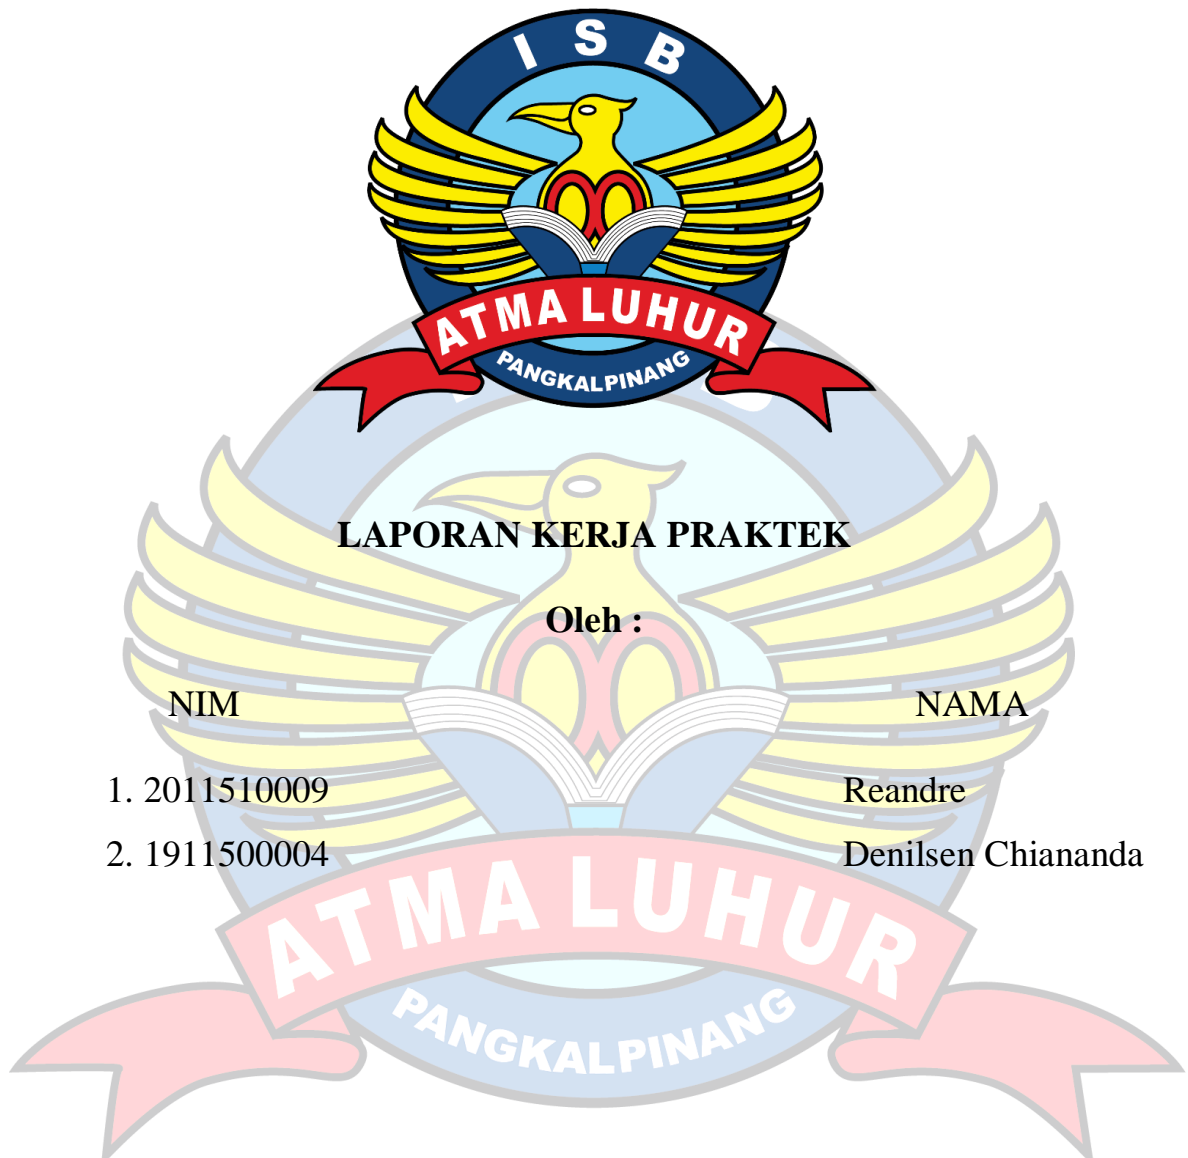 ISB
ATMA LUHUR
PANGKALPINANG
LAPORAN KERJA PRAKTEK
Oleh :
NIM NAMA
1. 2011510009 Reandre
2. 1911500004 Denilsen Chiananda
ATMA LUHUR
PANGKALPINANG